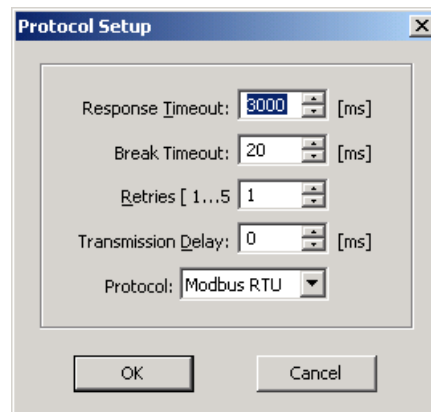 Protocol Setup
Response Timeout: 3000 [ms]
Break Timeout: 20 [ms]
Retries [ 1...5 1
Transmission Delay: 0 [ms]
Protocol: Modbus RTU
OK Cancel